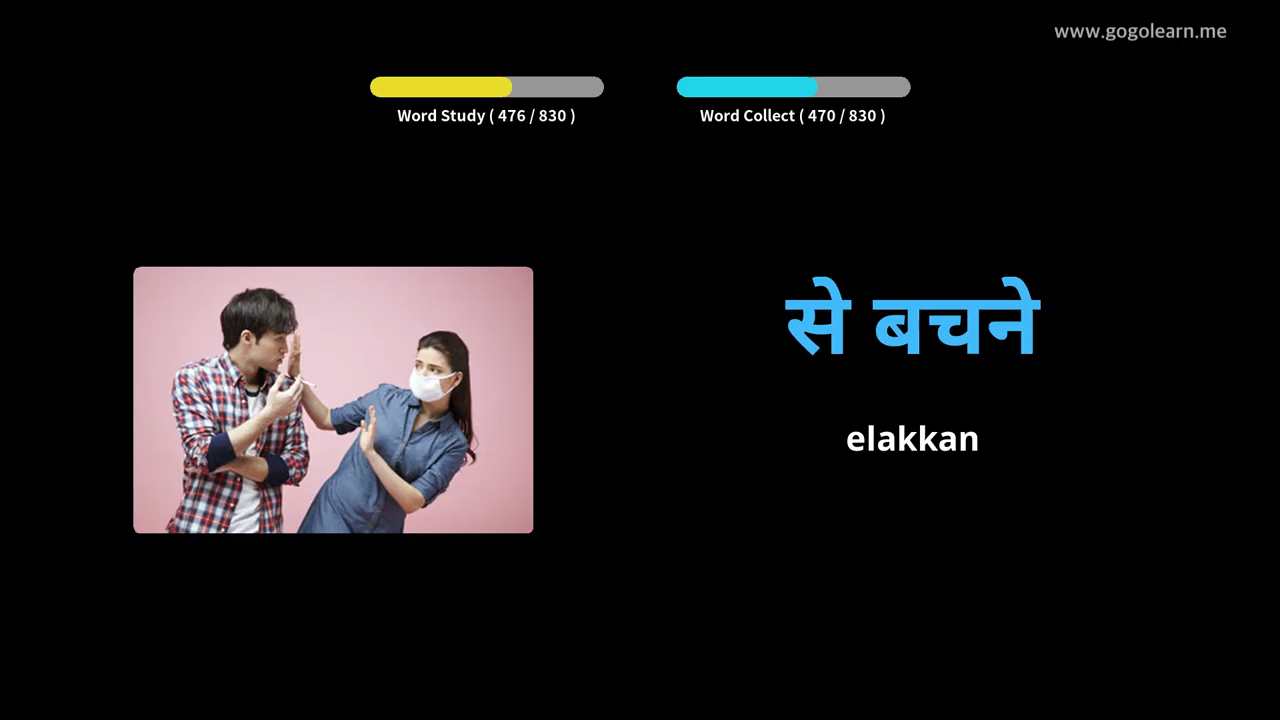 www.gogolearn.me
Word Study ( 476 / 830 )
Word Collect ( 470 / 830 )
से बचने
elakkan